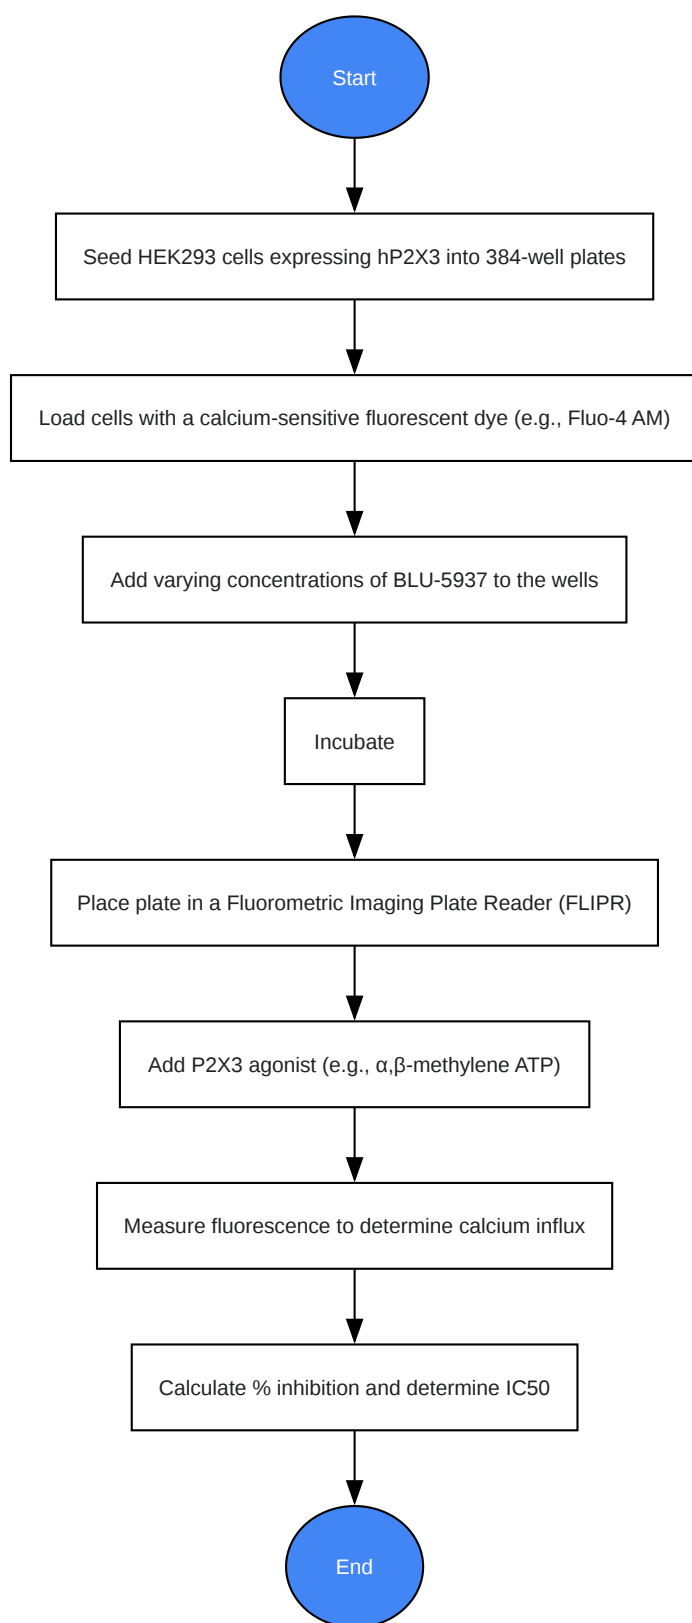 Start
Seed HEK293 cells expressing hP2X3 into 384-well plates
Load cells with a calcium-sensitive fluorescent dye (e.g., Fluo-4 AM)
Add varying concentrations of BLU-5937 to the wells
Incubate
Place plate in a Fluorometric Imaging Plate Reader (FLIPR)
Add P2X3 agonist (e.g., α,β-methylene ATP)
Measure fluorescence to determine calcium influx
Calculate % inhibition and determine IC50
End